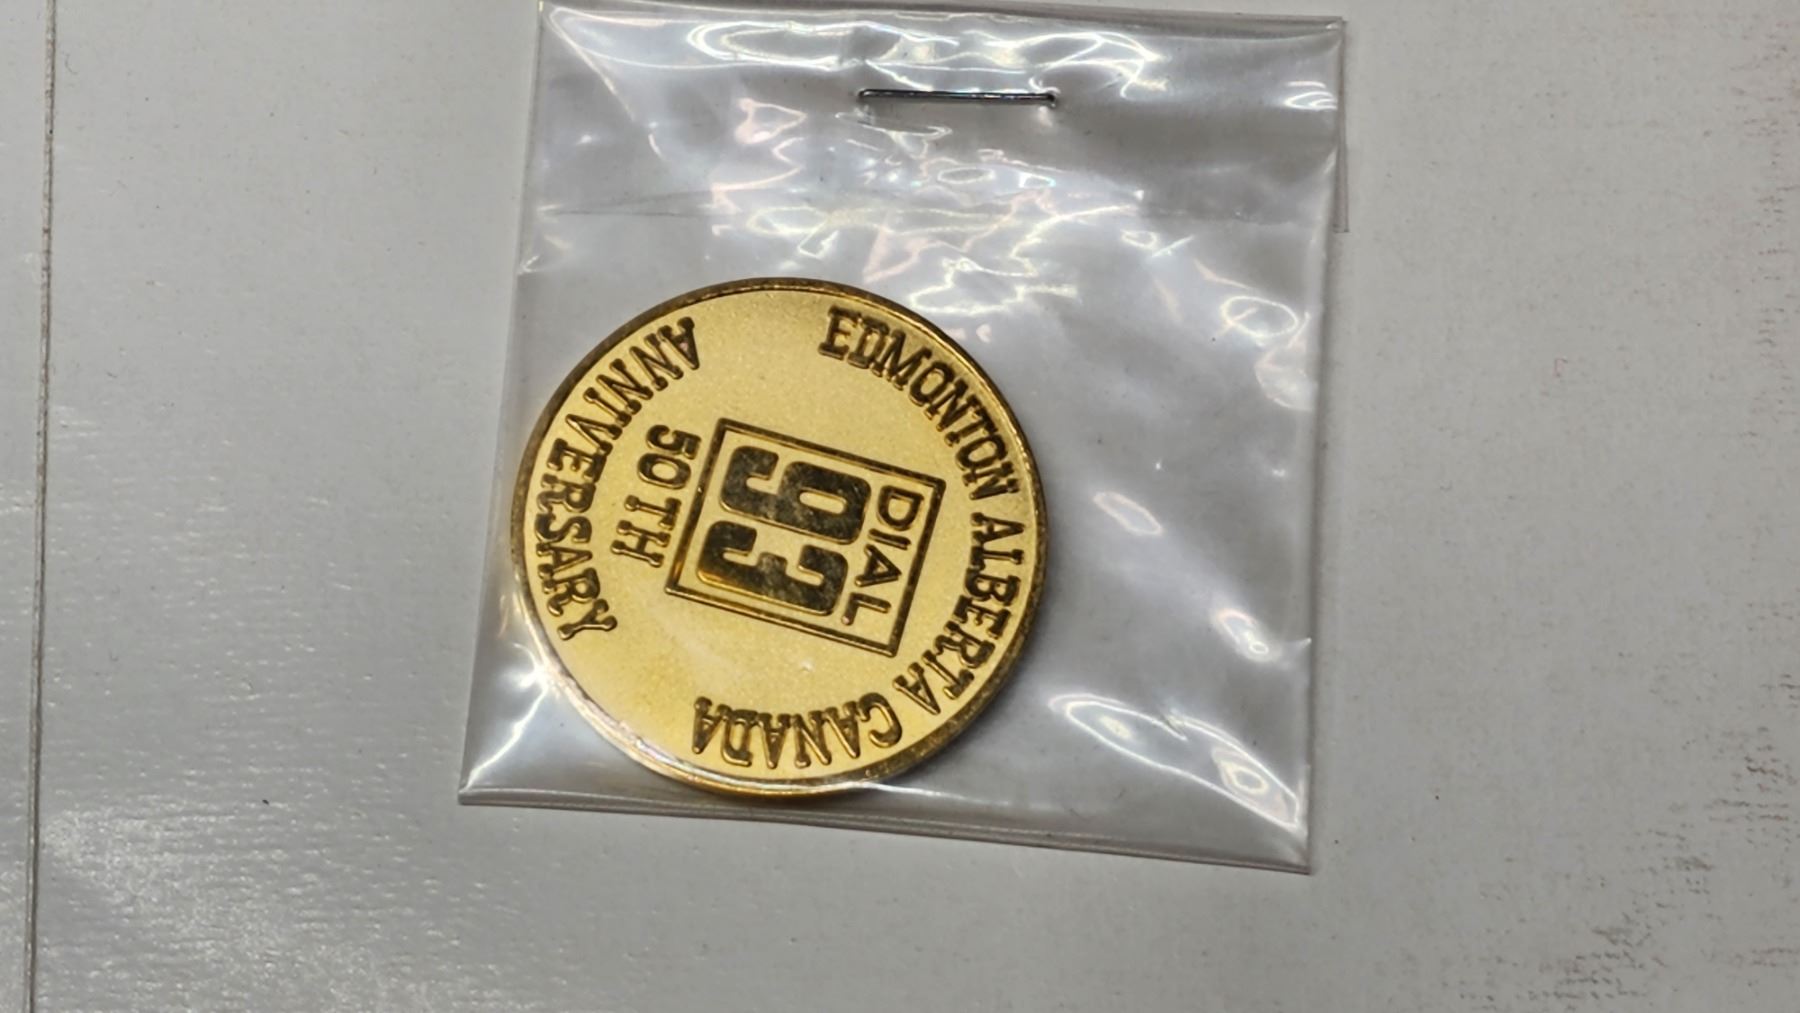 EDMONTON ALBERTA CANADA
DIAL
93
50TH
ANNIVERSARY